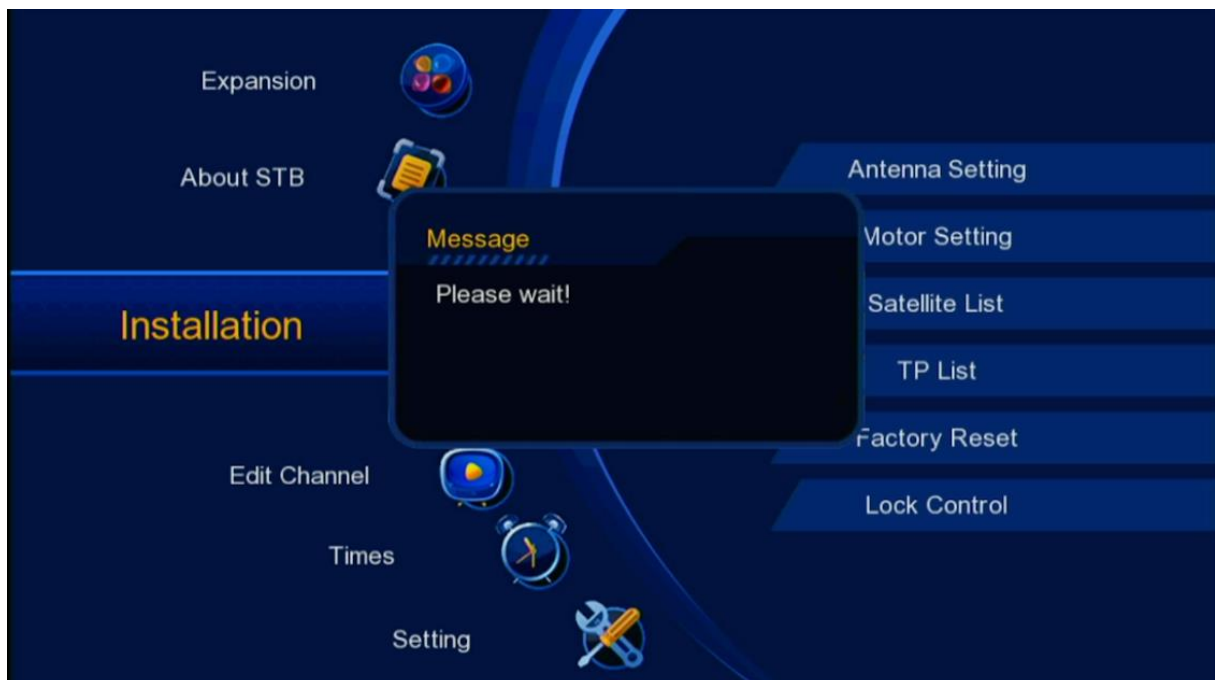 Expansion
About STB
Installation
Edit Channel
Times
Setting
Message
Please wait!
Antenna Setting
Motor Setting
Satellite List
TP List
Factory Reset
Lock Control